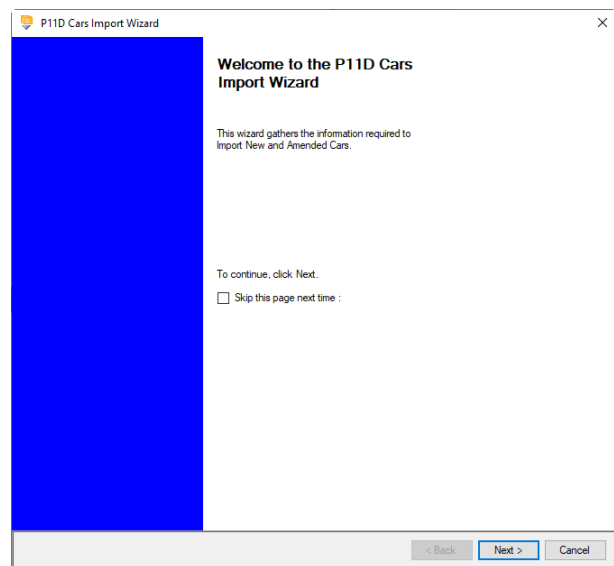 P11D Cars Import Wizard
Welcome to the P11D Cars
Import Wizard
This wizard gathers the information required to
Import New and Amended Cars.
To continue, click Next.
Skip this page next time :
< Back
Next >
Cancel